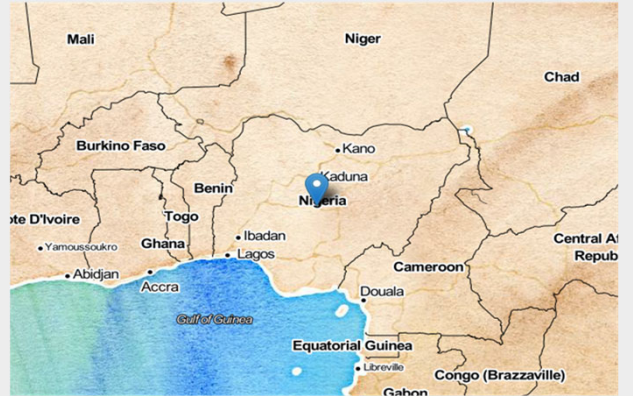 Mali
Niger
Chad
Burkino Faso
Kano
Kaduna
Benin
Nigeria
Togo
ote D'Ivoire
Ghana
Ibadan
Lagos
Yamoussoukro
Central Af
Repub
Abidjan
Accra
Cameroon
Douala
Gulf of Guinea
Equatorial Guinea
Libreville
Congo (Brazzaville)
Gabon